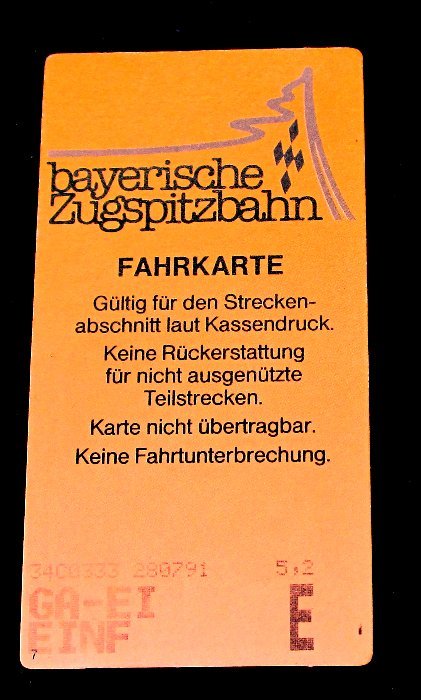 bayerische
Zugspitzbahn
FAHRKARTE
Gültig für den Strecken-
abschnitt laut Kassendruck.
Keine Rückerstattung
für nicht ausgenützte
Teilstrecken.
Karte nicht übertragbar.
Keine Fahrtunterbrechung.
280791 5,2
GA-EI
EINF E
7